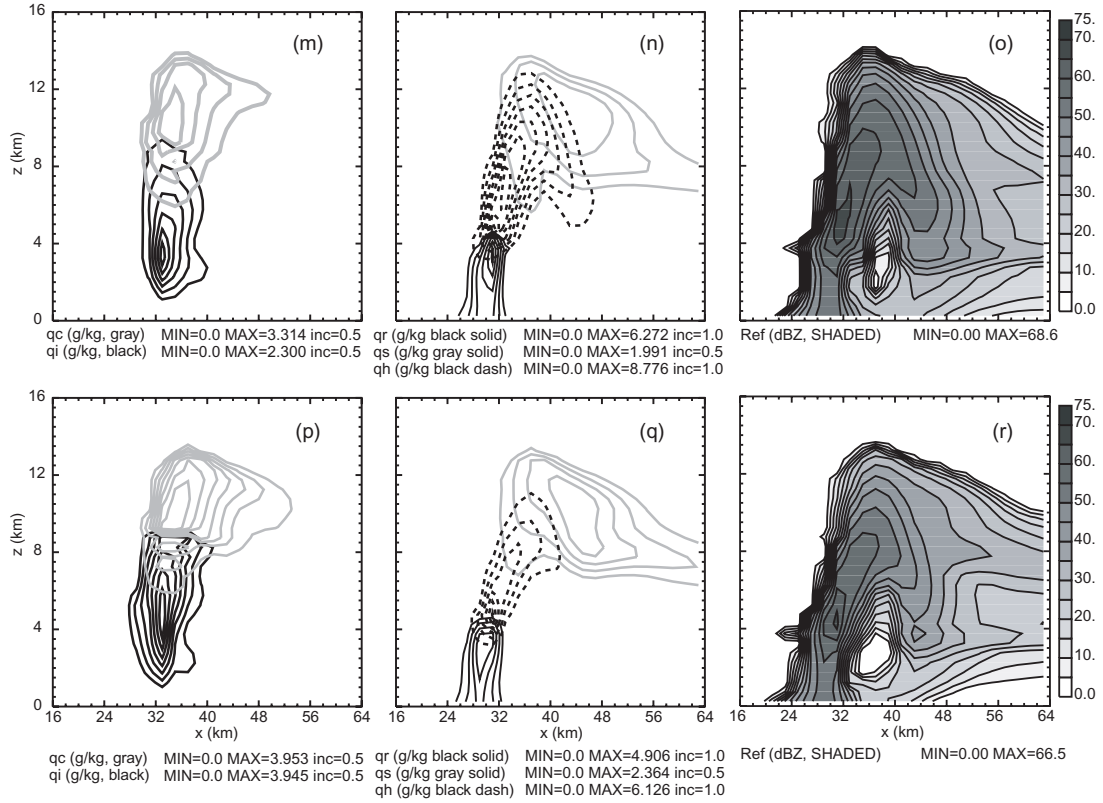 16
12
8
4
0
z (km)
(m)
(n)
(o)
75.
70.
60.
50.
40.
30.
20.
10.
0.0
qc (g/kg, gray) MIN=0.0 MAX=3.314 inc=0.5
qi (g/kg, black) MIN=0.0 MAX=2.300 inc=0.5
qr (g/kg black solid) MIN=0.0 MAX=6.272 inc=1.0
qs (g/kg gray solid) MIN=0.0 MAX=1.991 inc=0.5
qh (g/kg black dash) MIN=0.0 MAX=8.776 inc=1.0
Ref (dBZ, SHADED) MIN=0.00 MAX=68.6
16
12
8
4
0
z (km)
(p)
(q)
(r)
75.
70.
60.
50.
40.
30.
20.
10.
0.0
16 24 32 40 48 56 64
x (km)
16 24 32 40 48 56 64
x (km)
16 24 32 40 48 56 64
x (km)
qc (g/kg, gray) MIN=0.0 MAX=3.953 inc=0.5
qi (g/kg, black) MIN=0.0 MAX=3.945 inc=0.5
qr (g/kg black solid) MIN=0.0 MAX=4.906 inc=1.0
qs (g/kg gray solid) MIN=0.0 MAX=2.364 inc=0.5
qh (g/kg black dash) MIN=0.0 MAX=6.126 inc=1.0
Ref (dBZ, SHADED) MIN=0.00 MAX=66.5